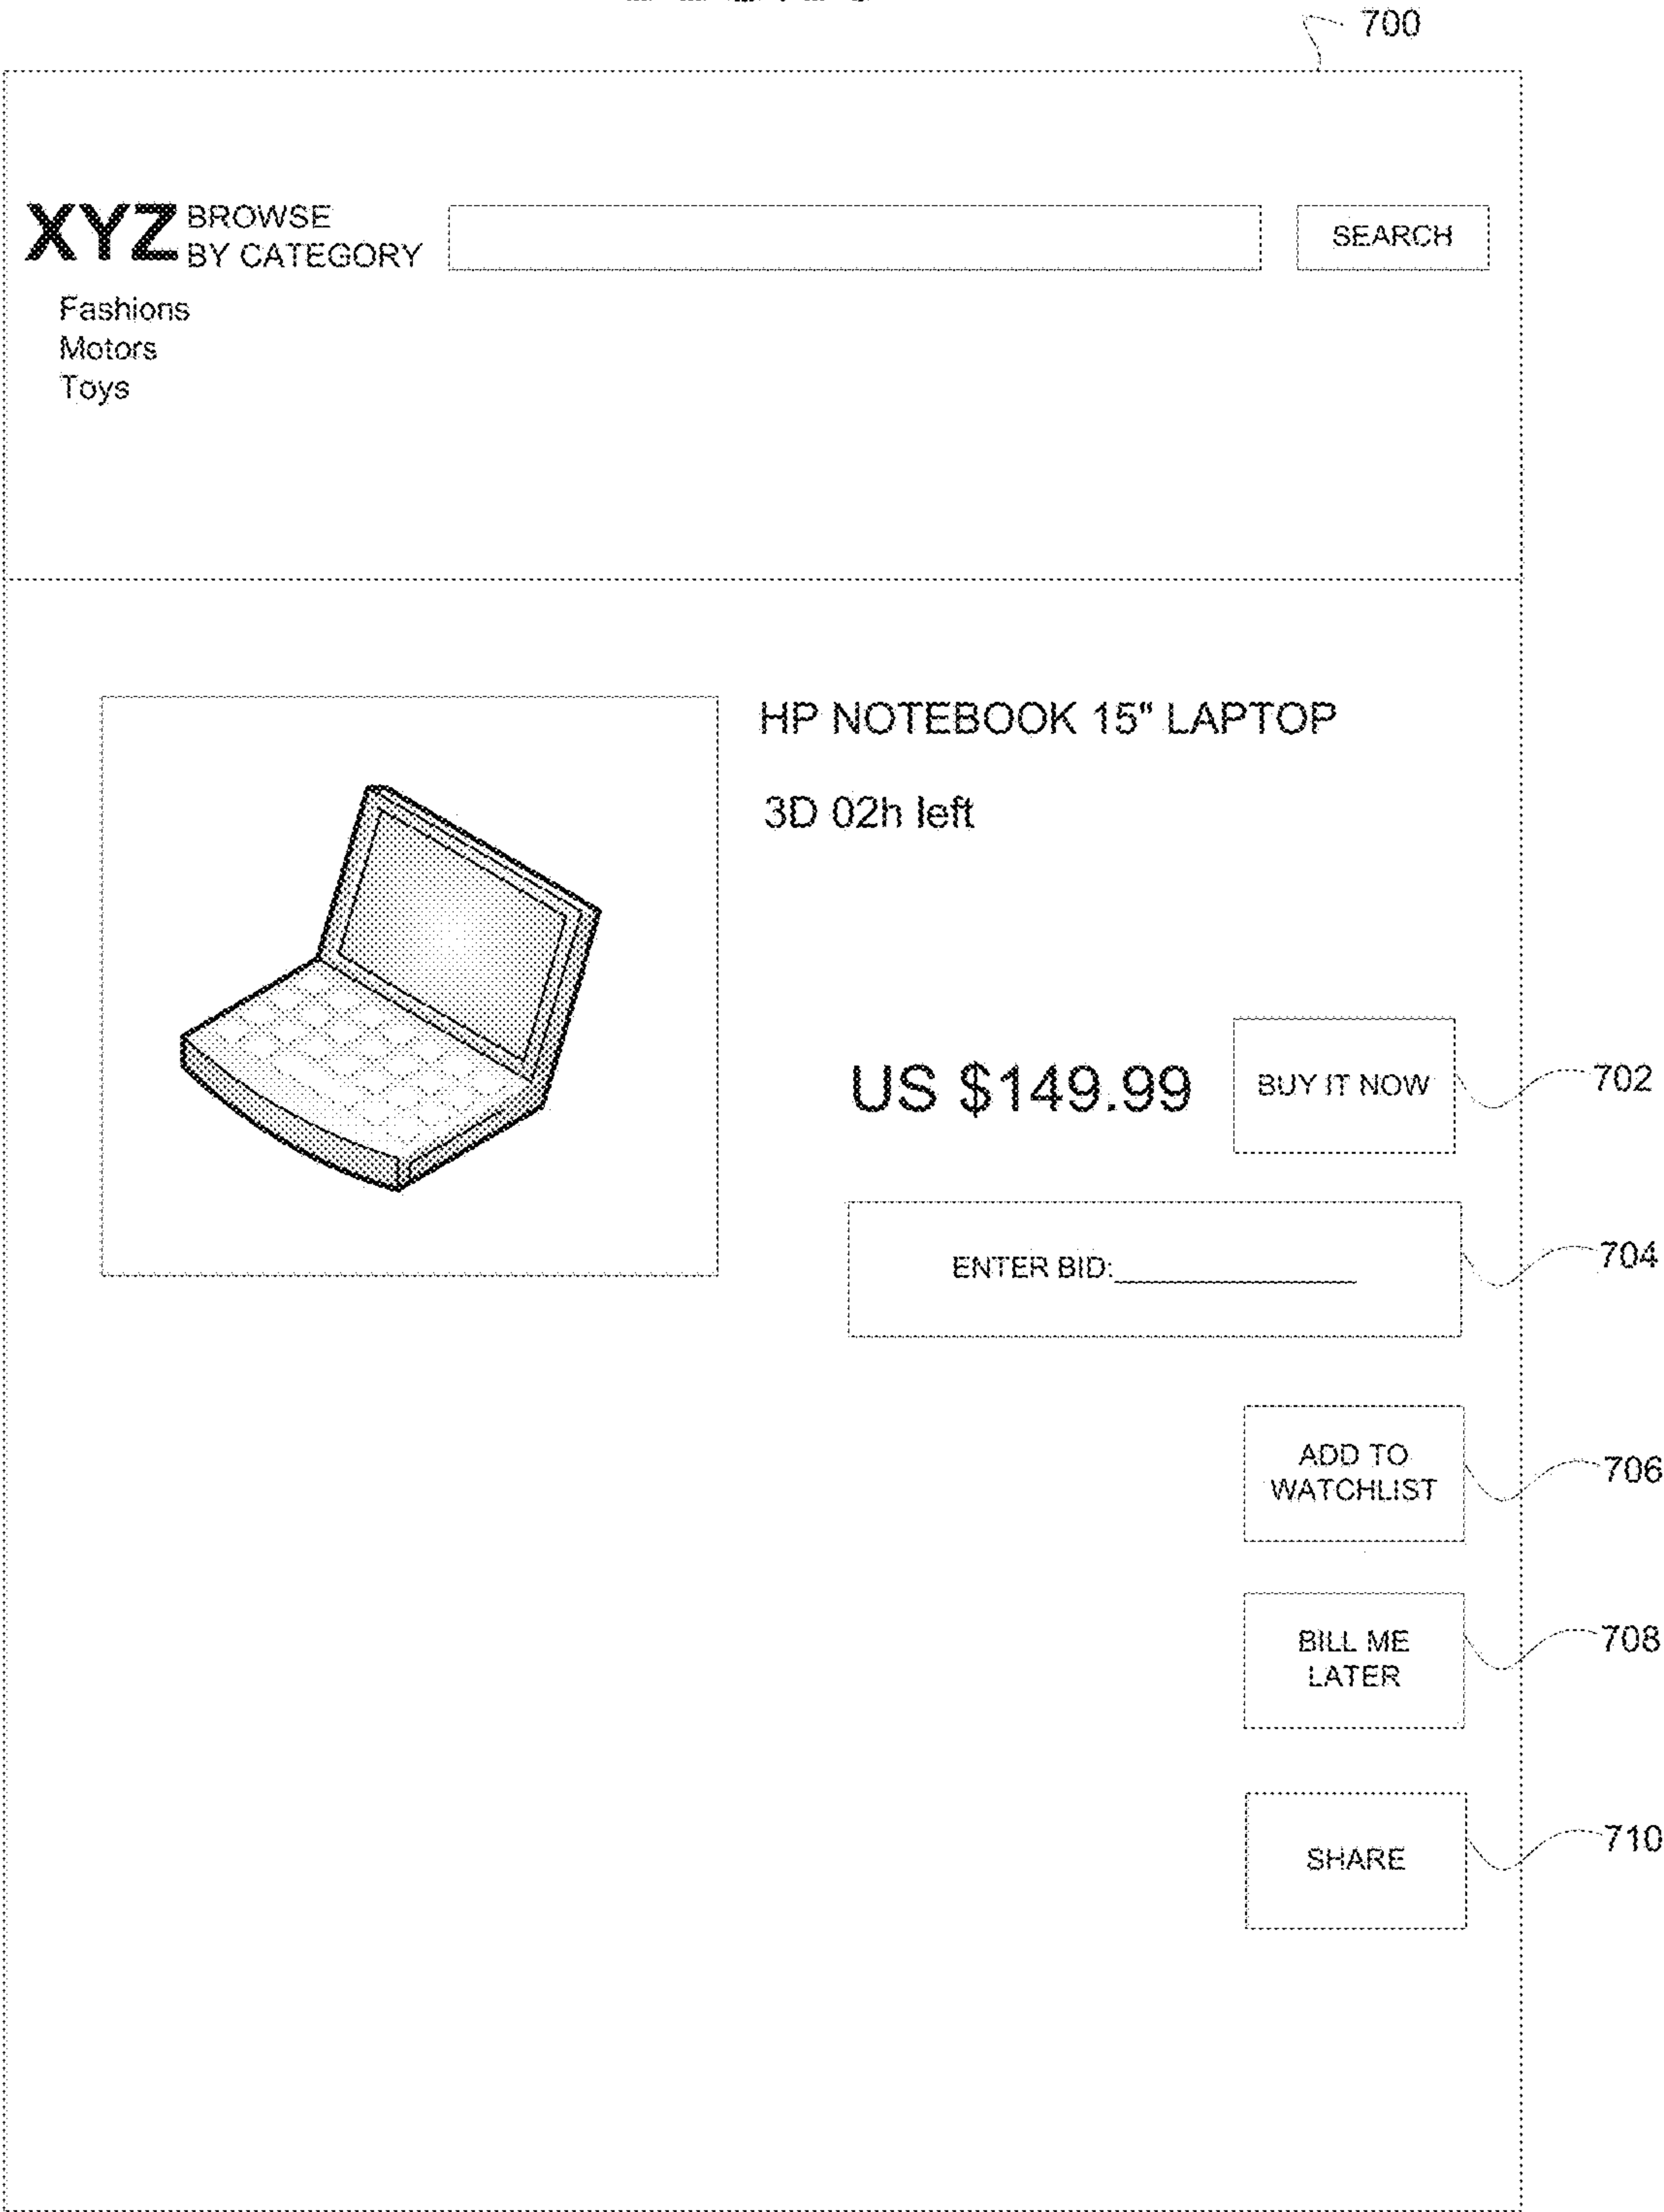 700
XYZ BROWSE
BY CATEGORY
SEARCH
Fashions
Motors
Toys
HP NOTEBOOK 15" LAPTOP
3D 02h left
US $149.99
BUY IT NOW
702
ENTER BID:
704
ADD TO
WATCHLIST
706
BILL ME
LATER
708
SHARE
710